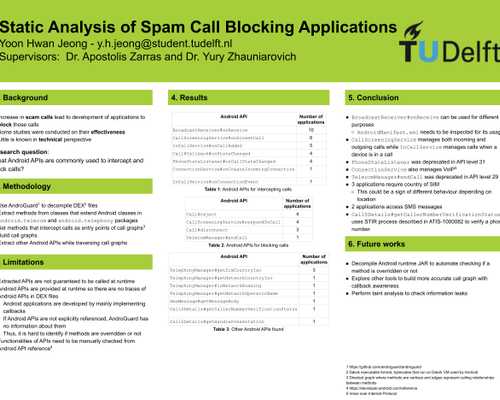 Static Analysis of Spam Call Blocking Applications
Yoon Hwan Jeong - y.h.jeong@student.tudelft.nl
Supervisors: Dr. Apostolis Zarras and Dr. Yury Zhauniarovich
TUDelft
Background
increase in scam calls lead to development of applications to
block those calls
Some studies were conducted on their effectiveness
Little is known in technical perspective
search question:
at Android APIs are commonly used to intercept and
ck calls?
Methodology
Use AndroGuard¹ to decompile DEX² files
Extract methods from classes that extend Android classes in
android.telecom and android.telephony packages
List methods that intercept calls as entry points of call graphs³
Build call graphs
Extract other Android APIs while traversing call graphs
Limitations
Extracted APIs are not guaranteed to be called at runtime
Android APIs are provided at runtime so there are no traces of
Android APIs in DEX files
Android applications are developed by mainly implementing
callbacks
If Android APIs are not explicitly referenced, AndroGuard has
no information about them
Thus, it is hard to identify if methods are overridden or not
Functionalities of APIs need to be manually checked from
Android API reference⁴
4. Results
Android API Number of applications
BroadcastReceiver#onReceive 10
CallScreeningService#onScreenCall 8
InCallService#onCallAdded 5
Call$Callback#onStateChanged 4
PhoneStateListener#onCallStateChanged 4
ConnectionService#onCreateIncomingConnection 1
InCallService#onConnectionEvent 1
Table 1: Android APIs for intercepting calls
Android API Number of applications
Call#reject 4
CallScreeningService#respondToCall 4
Call#disconnect 2
TelecomManager#endCall 1
Table 2: Android APIs for blocking calls
Android API Number of applications
TelephonyManager#getSimCountryIso 3
TelephonyManager#getNetworkCountryIso 1
TelephonyManager#isNetworkRoaming 1
TelephonyManager#getNetworkOperatorName 1
SmsMessage#getMessageBody 1
Call$Details#getCallerNumberVerificationStatus 1
Call$Details#getHandlePresentation 1
Table 3: Other Android APIs found
5. Conclusion
BroadcastReceiver#onReceive can be used for different
purposes
AndroidManifest.xml needs to be inspected for its usage
CallScreeningService manages both incoming and
outgoing calls while InCallService manages calls when a
device is in a call
PhoneStateListener was deprecated in API level 31
ConnectionService also manages VoIP⁵
TelecomManager#endCall was deprecated in API level 29
3 applications require country of SIM
This could be a sign of different behaviour depending on
location
2 applications access SMS messages
Call$Details#getCallerNumberVerificationStatus
uses STIR process described in ATIS-1000082 to verify a phone
number
6. Future works
Decompile Android runtime JAR to automate checking if a
method is overridden or not
Explore other tools to build more accurate call graph with
callback awareness
Perform taint analysis to check information leaks
1 https://github.com/androguard/androguard
2 Dalvik executable format, bytecodes that run on Dalvik VM used by Android
3 Directed graph where methods are vertices and edges represent calling relationships
between methods
4 https://developer.android.com/reference
5 Voice over Internet Protocol